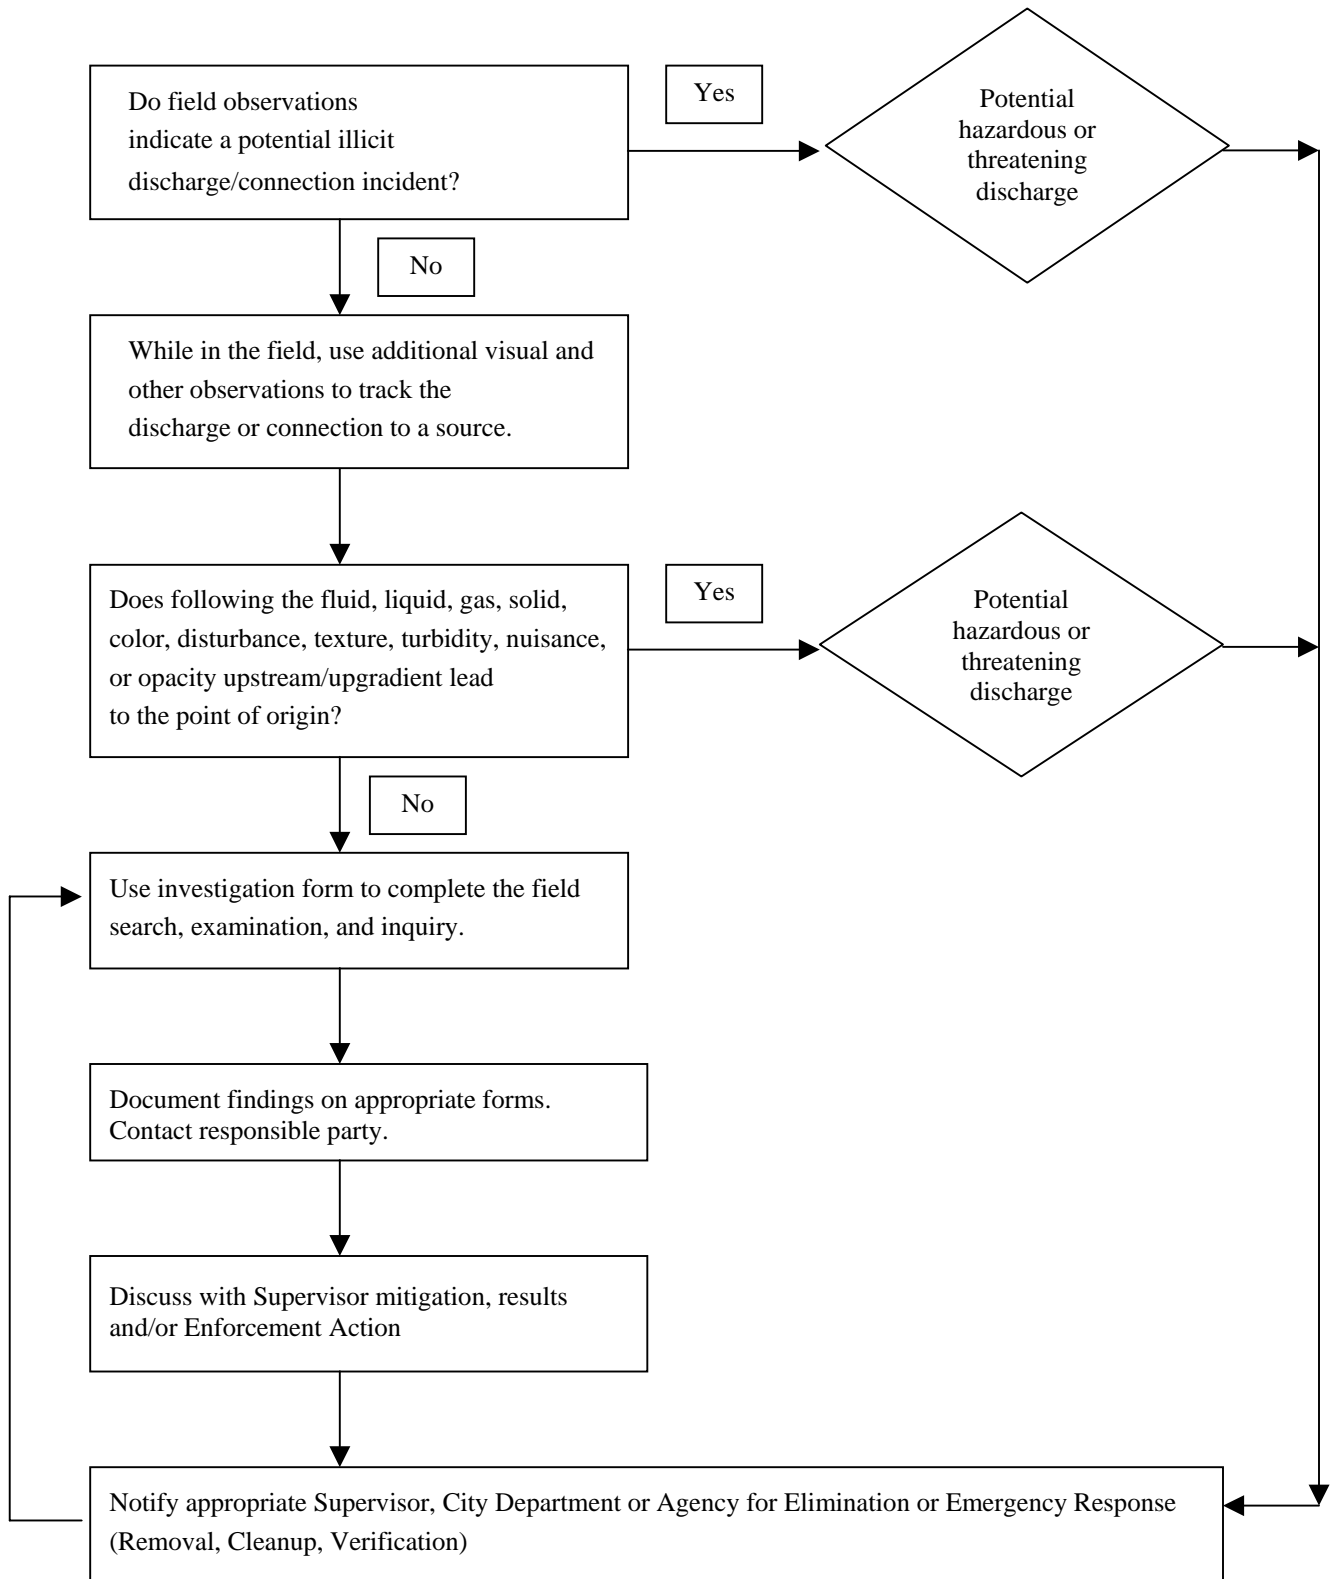 Do field observations
indicate a potential illicit
discharge/connection incident?
Yes
Potential
hazardous or
threatening
discharge
No
While in the field, use additional visual and
other observations to track the
discharge or connection to a source.
Does following the fluid, liquid, gas, solid,
color, disturbance, texture, turbidity, nuisance,
or opacity upstream/upgradient lead
to the point of origin?
Yes
Potential
hazardous or
threatening
discharge
No
Use investigation form to complete the field
search, examination, and inquiry.
Document findings on appropriate forms.
Contact responsible party.
Discuss with Supervisor mitigation, results
and/or Enforcement Action
Notify appropriate Supervisor, City Department or Agency for Elimination or Emergency Response
(Removal, Cleanup, Verification)